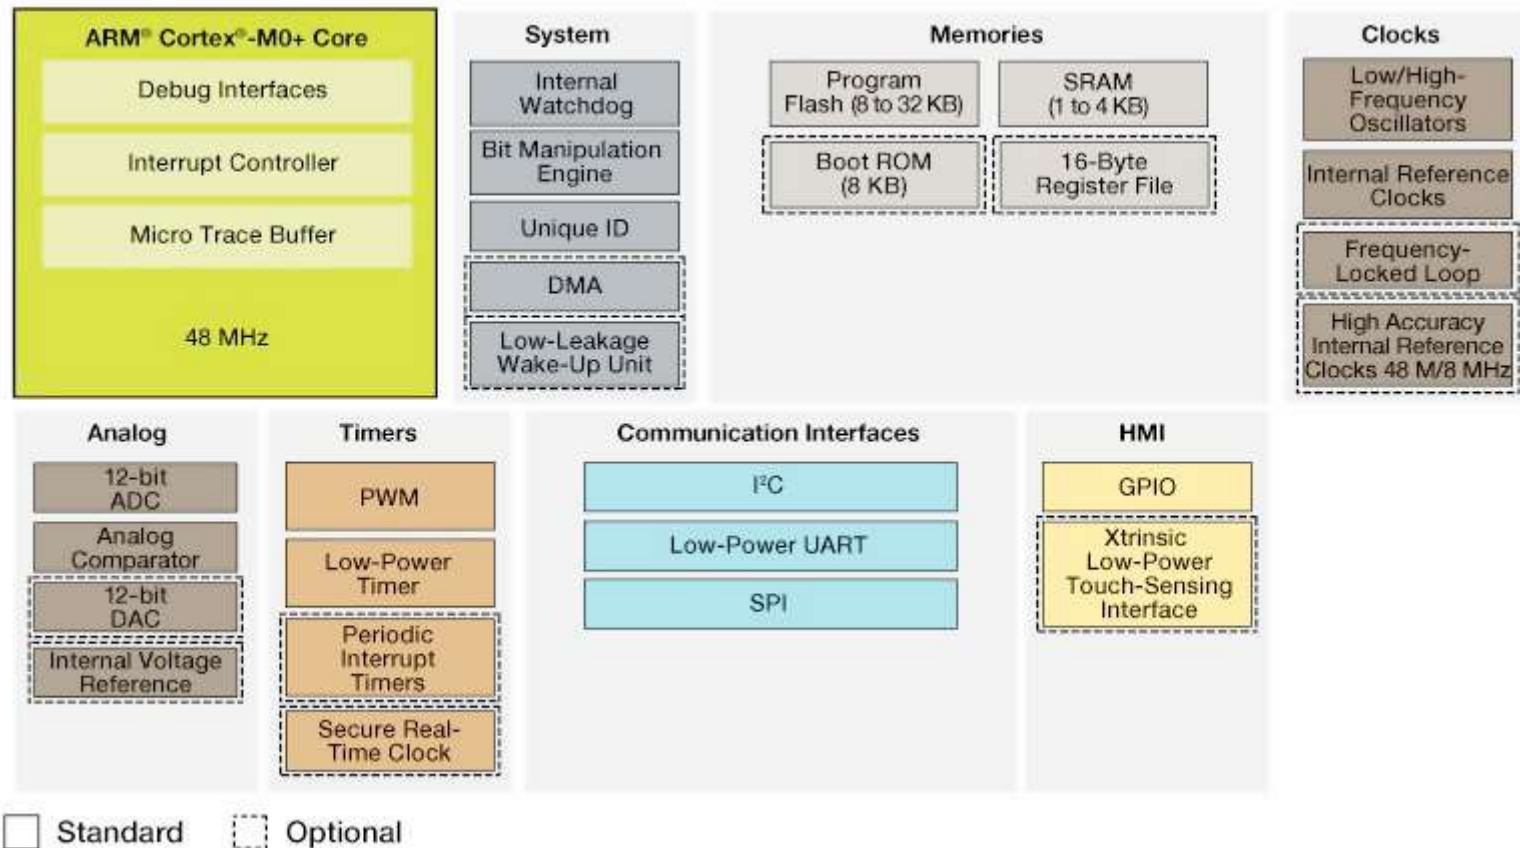 ARM® Cortex®-M0+ Core
Debug Interfaces
Interrupt Controller
Micro Trace Buffer
48 MHz
System
Internal
Watchdog
Bit Manipulation
Engine
Unique ID
DMA
Low-Leakage
Wake-Up Unit
Memories
Program
Flash (8 to 32 KB)
SRAM
(1 to 4 KB)
Boot ROM
(8 KB)
16-Byte
Register File
Clocks
Low/High-
Frequency
Oscillators
Internal Reference
Clocks
Frequency-
Locked Loop
High Accuracy
Internal Reference
Clocks 48 M/8 MHz
Analog
12-bit
ADC
Analog
Comparator
12-bit
DAC
Internal Voltage
Reference
Timers
PWM
Low-Power
Timer
Periodic
Interrupt
Timers
Secure Real-
Time Clock
Communication Interfaces
I²C
Low-Power UART
SPI
HMI
GPIO
Xtrinsic
Low-Power
Touch-Sensing
Interface
Standard
Optional